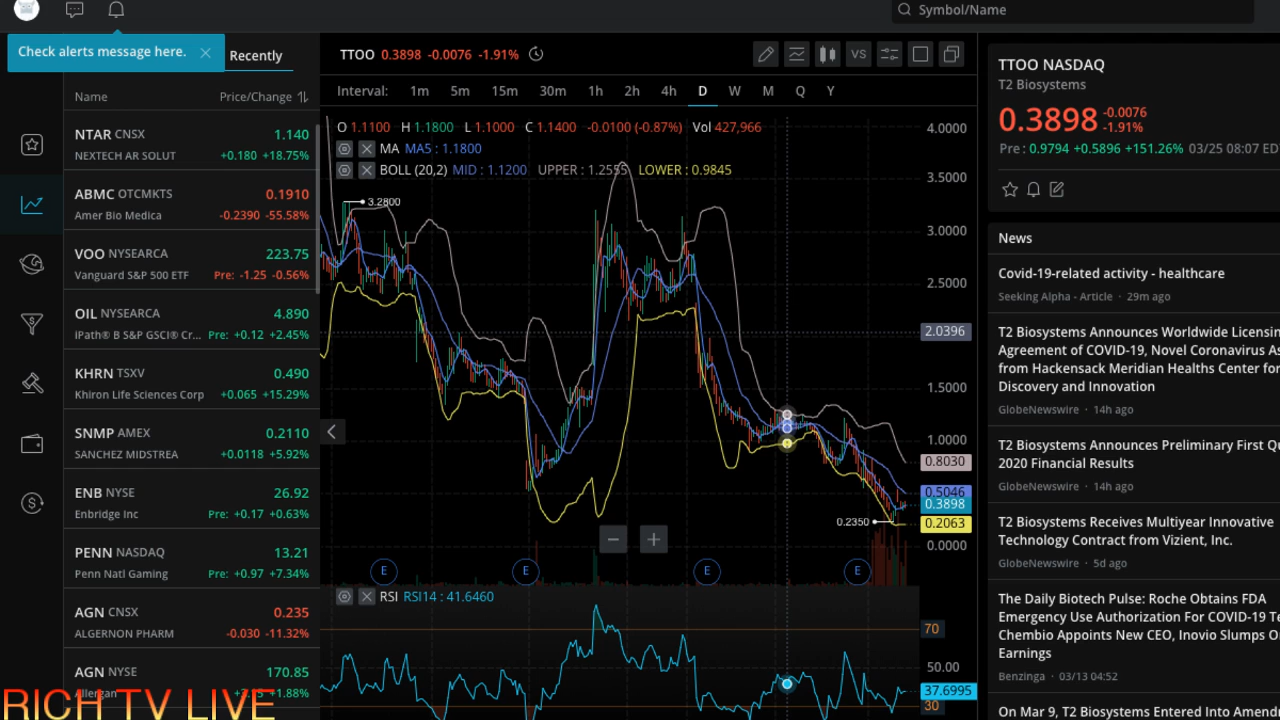 Symbol/Name
Check alerts message here.
Recently
Name Price/Change
NTAR CNSX 1.140
NEXTECH AR SOLUT +0.180 +18.75%
ABMC OTCMKTS 0.1910
Amer Bio Medica -0.2390 -55.58%
VOO NYSEARCA 223.75
Vanguard S&P 500 ETF Pre: -1.25 -0.56%
OIL NYSEARCA 4.890
iPath® B S&P GSCI® Cr... Pre: +0.12 +2.45%
KHRN TSXV 0.490
Khiron Life Sciences Corp +0.065 +15.29%
SNMP AMEX 0.2110
SANCHEZ MIDSTREA +0.0118 +5.92%
ENB NYSE 26.92
Enbridge Inc Pre: +0.17 +0.63%
PENN NASDAQ 13.21
Penn Natl Gaming Pre: +0.97 +7.34%
AGN CNSX 0.235
ALGERNON PHARM -0.030 -11.32%
AGN NYSE 170.85
Allergan +1.88%
RICH TV LIVE
TTOO 0.3898 -0.0076 -1.91%
VS
Interval: 1m 5m 15m 30m 1h 2h 4h D W M Q Y
O 1.1100 H 1.1800 L 1.1000 C 1.1400 -0.0100 (-0.87%) Vol 427,966
MA MA5 : 1.1800
BOLL (20,2) MID : 1.1200 UPPER : 1.2555 LOWER : 0.9845
3.2800
0.2350
4.0000
3.5000
3.0000
2.5000
2.0396
1.5000
1.0000
0.8030
0.5046
0.3898
0.2063
0.0000
E E E E
RSI RSI14 : 41.6460
70
50.00
37.6995
30
TTOO NASDAQ
T2 Biosystems
0.3898 -0.0076
-1.91%
Pre : 0.9794 +0.5896 +151.26% 03/25 08:07 ED
News
Covid-19-related activity - healthcare
Seeking Alpha - Article · 29m ago
T2 Biosystems Announces Worldwide Licensin
Agreement of COVID-19, Novel Coronavirus As
from Hackensack Meridian Healths Center for
Discovery and Innovation
GlobeNewswire · 14h ago
T2 Biosystems Announces Preliminary First Qu
2020 Financial Results
GlobeNewswire · 14h ago
T2 Biosystems Receives Multiyear Innovative
Technology Contract from Vizient, Inc.
GlobeNewswire · 5d ago
The Daily Biotech Pulse: Roche Obtains FDA
Emergency Use Authorization For COVID-19 Te
Chembio Appoints New CEO, Inovio Slumps O
Earnings
Benzinga · 03/13 04:52
On Mar 9, T2 Biosystems Entered Into Amend